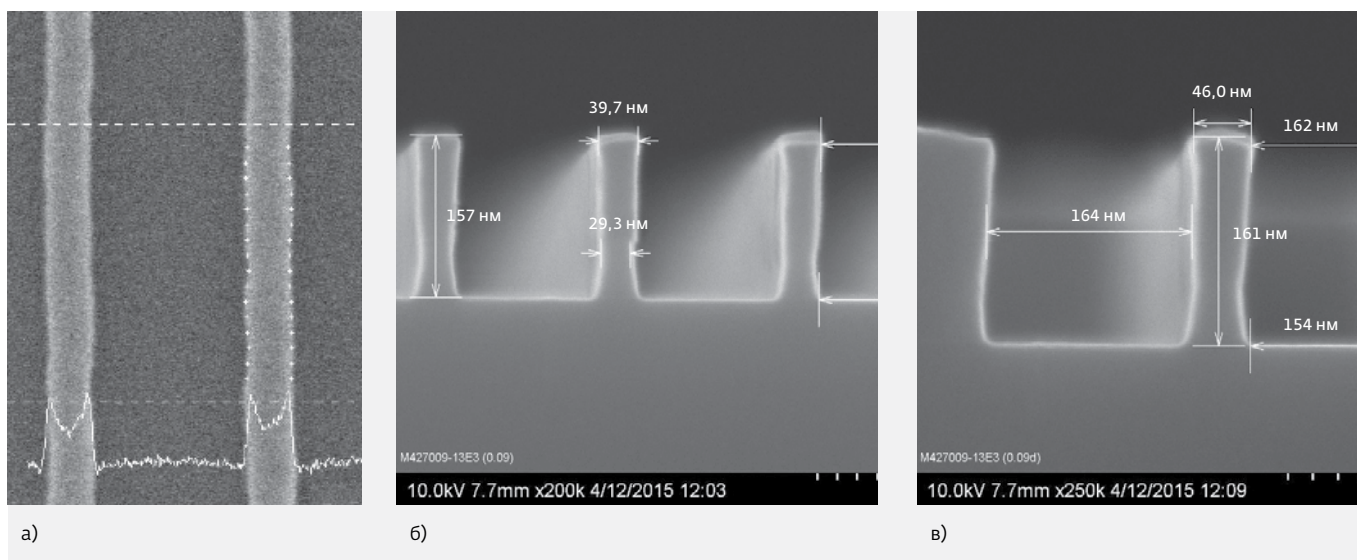 39,7 нм
157 нм
29,3 нм
M427009-13E3 (0.09)
10.0kV 7.7mm x200k 4/12/2015 12:03
46,0 нм
162 нм
164 нм
161 нм
154 нм
M427009-13E3 (0.09d)
10.0kV 7.7mm x250k 4/12/2015 12:09
а)
б)
в)